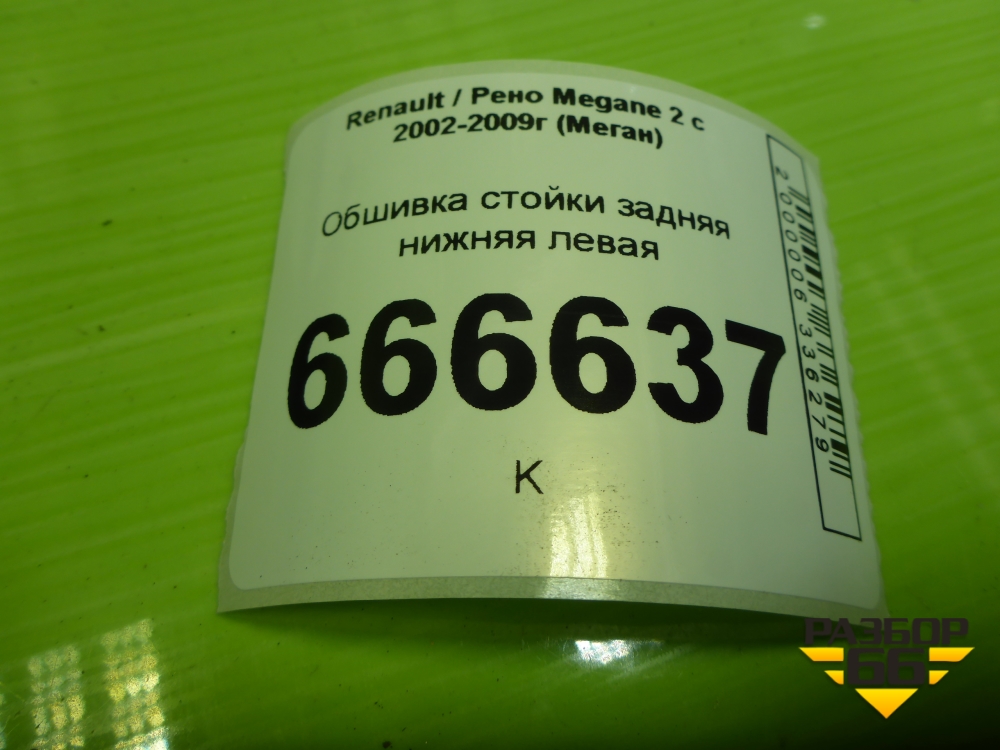 Renault / Рено Megane 2 с
2002-2009г (Меган)
Обшивка стойки задняя
нижняя левая
666637
К
2000006336279
РАЗБОР
66